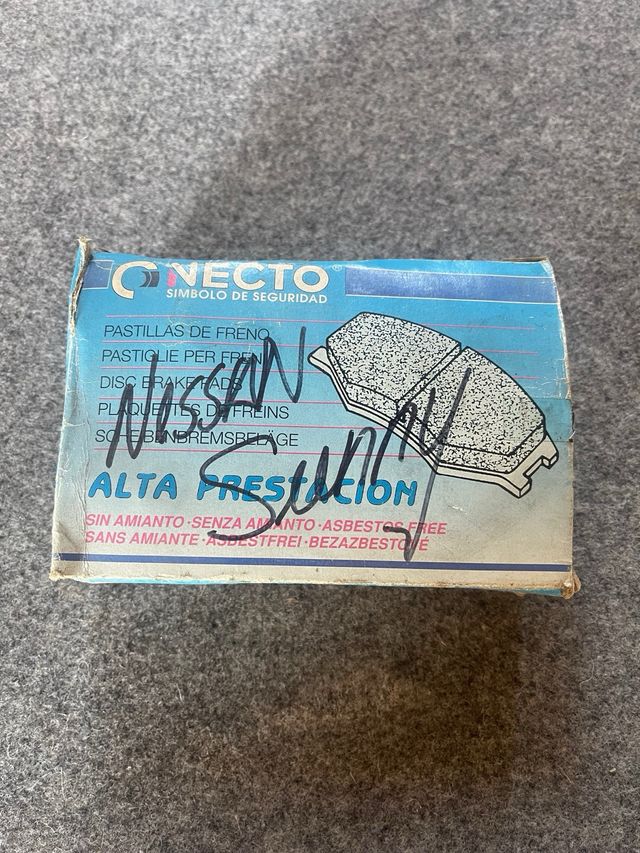 NECTO®
SIMBOLO DE SEGURIDAD
PASTILLAS DE FRENO
PASTIGLIE PER FRENI
DISC BRAKE PADS
PLAQUETTES DE FREINS
SCHEIBENBREMSBELÄGE
NISSAN
Sunny
ALTA PRESTACION
SIN AMIANTO·SENZA AMIANTO·ASBESTOS FREE
SANS AMIANTE·ASBESTFREI·BEZAZBESTOVÉ